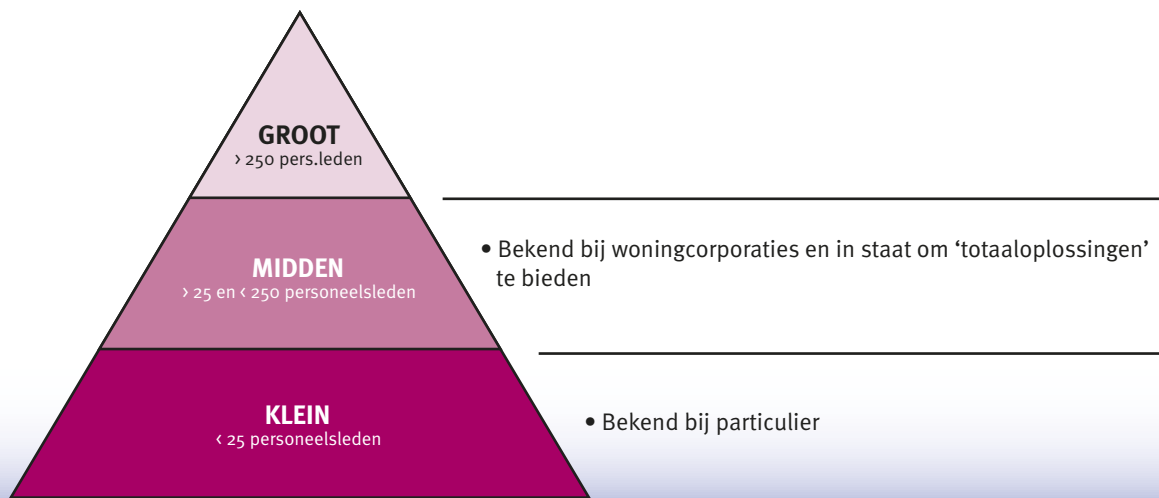 GROOT
> 250 pers.leden
MIDDEN
> 25 en < 250 personeelsleden
• Bekend bij woningcorporaties en in staat om ‘totaaloplossingen’
te bieden
KLEIN
< 25 personeelsleden
• Bekend bij particulier